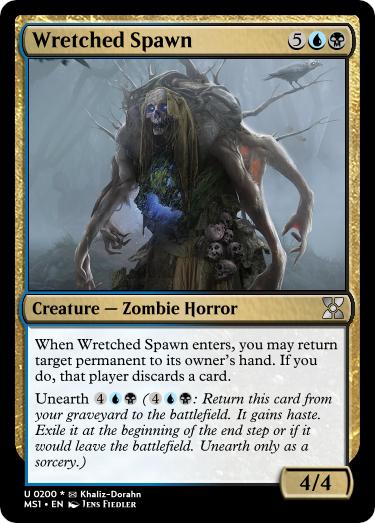 Wretched Spawn 5
Creature — Zombie Horror
When Wretched Spawn enters, you may return
target permanent to its owner's hand. If you
do, that player discards a card.
Unearth 4 (4: Return this card from
your graveyard to the battlefield. It gains haste.
Exile it at the beginning of the end step or if it
would leave the battlefield. Unearth only as a
sorcery.)
4/4
U 0200 * Khaliz-Dorahn
MS1 • EN Jens Fiedler